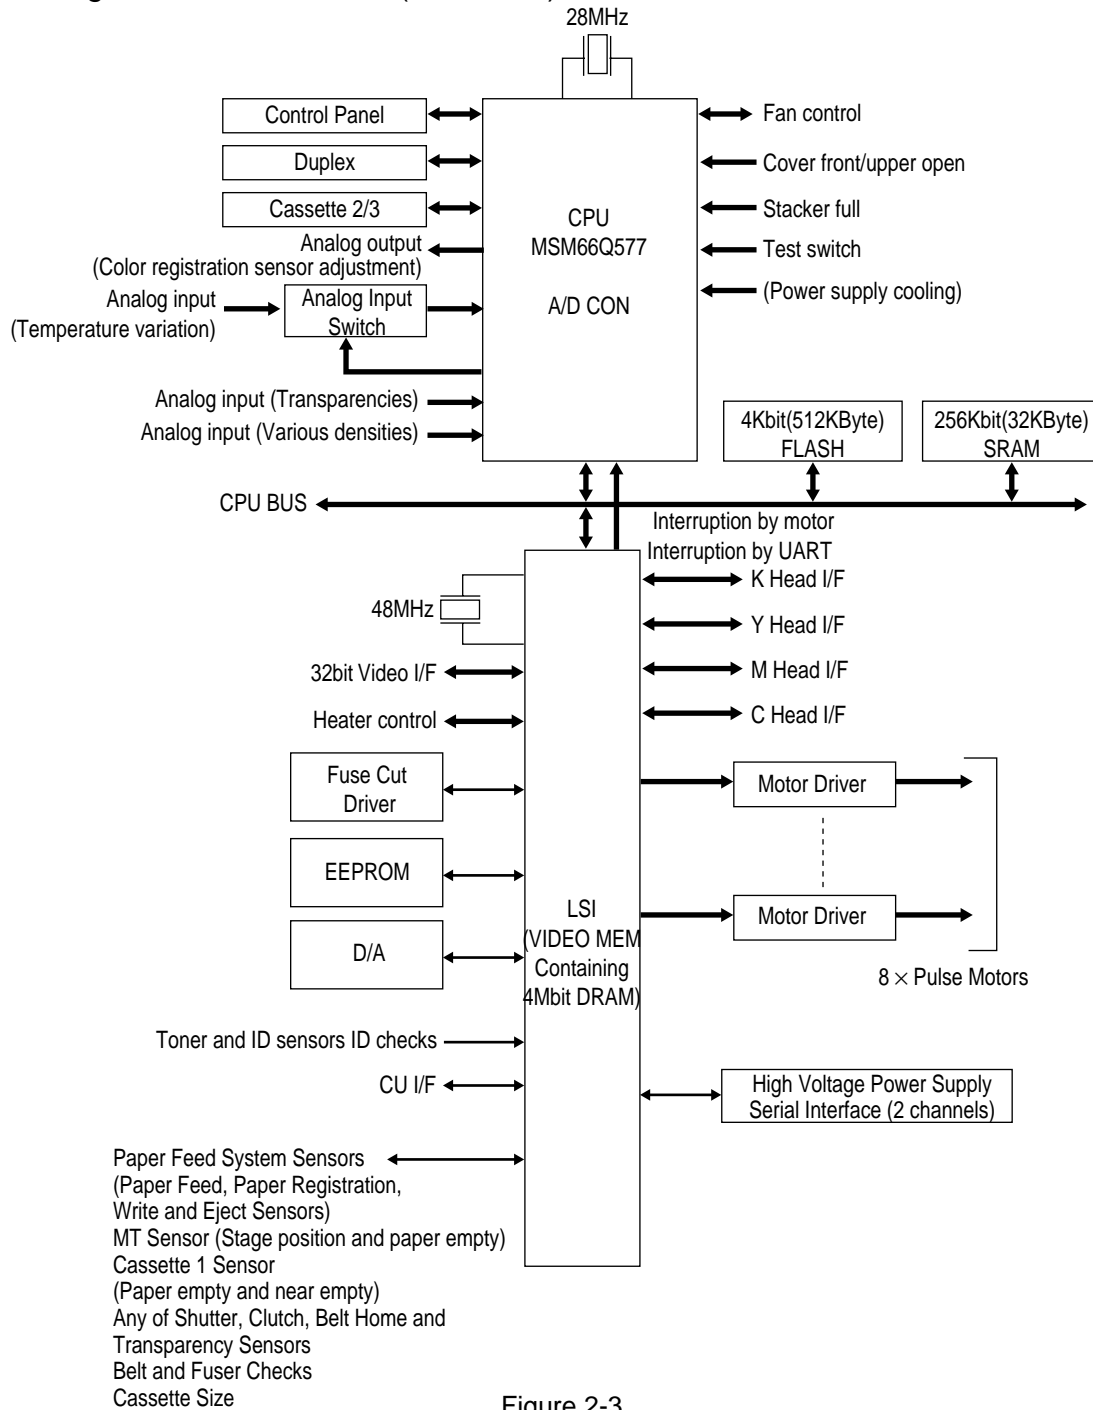 28MHz
Control Panel
Fan control
Duplex
Cover front/upper open
Cassette 2/3
Stacker full
CPU
MSM66Q577
A/D CON
Analog output
(Color registration sensor adjustment)
Test switch
Analog input
(Temperature variation)
Analog Input
Switch
(Power supply cooling)
Analog input (Transparencies)
Analog input (Various densities)
4Kbit(512KByte)
FLASH
256Kbit(32KByte)
SRAM
CPU BUS
Interruption by motor
Interruption by UART
K Head I/F
48MHz
Y Head I/F
32bit Video I/F
M Head I/F
Heater control
C Head I/F
Fuse Cut
Driver
Motor Driver
EEPROM
LSI
(VIDEO MEM
Containing
4Mbit DRAM)
Motor Driver
D/A
8 × Pulse Motors
Toner and ID sensors ID checks
CU I/F
High Voltage Power Supply
Serial Interface (2 channels)
Paper Feed System Sensors
(Paper Feed, Paper Registration,
Write and Eject Sensors)
MT Sensor (Stage position and paper empty)
Cassette 1 Sensor
(Paper empty and near empty)
Any of Shutter, Clutch, Belt Home and
Transparency Sensors
Belt and Fuser Checks
Cassette Size
Figure 2-3